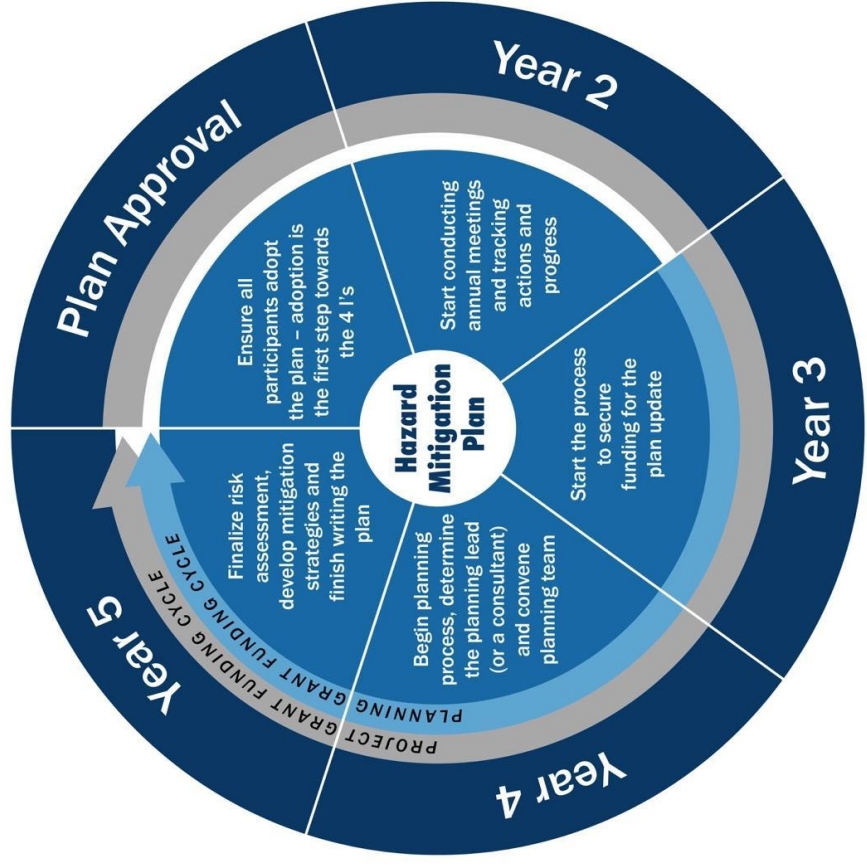 Hazard
Mitigation
Plan
Plan Approval
Ensure all
participants adopt
the plan – adoption is
the first step towards
the 4 I's
Year 2
Start conducting
annual meetings
and tracking
actions and
progress
Year 3
Start the process
to secure
funding for the
plan update
Year 4
Begin planning
process, determine
the planning lead
(or a consultant)
and convene
planning team
Year 5
Finalize risk
assessment,
develop mitigation
strategies and
finish writing the
plan
PLANNING GRANT FUNDING CYCLE
PROJECT GRANT FUNDING CYCLE